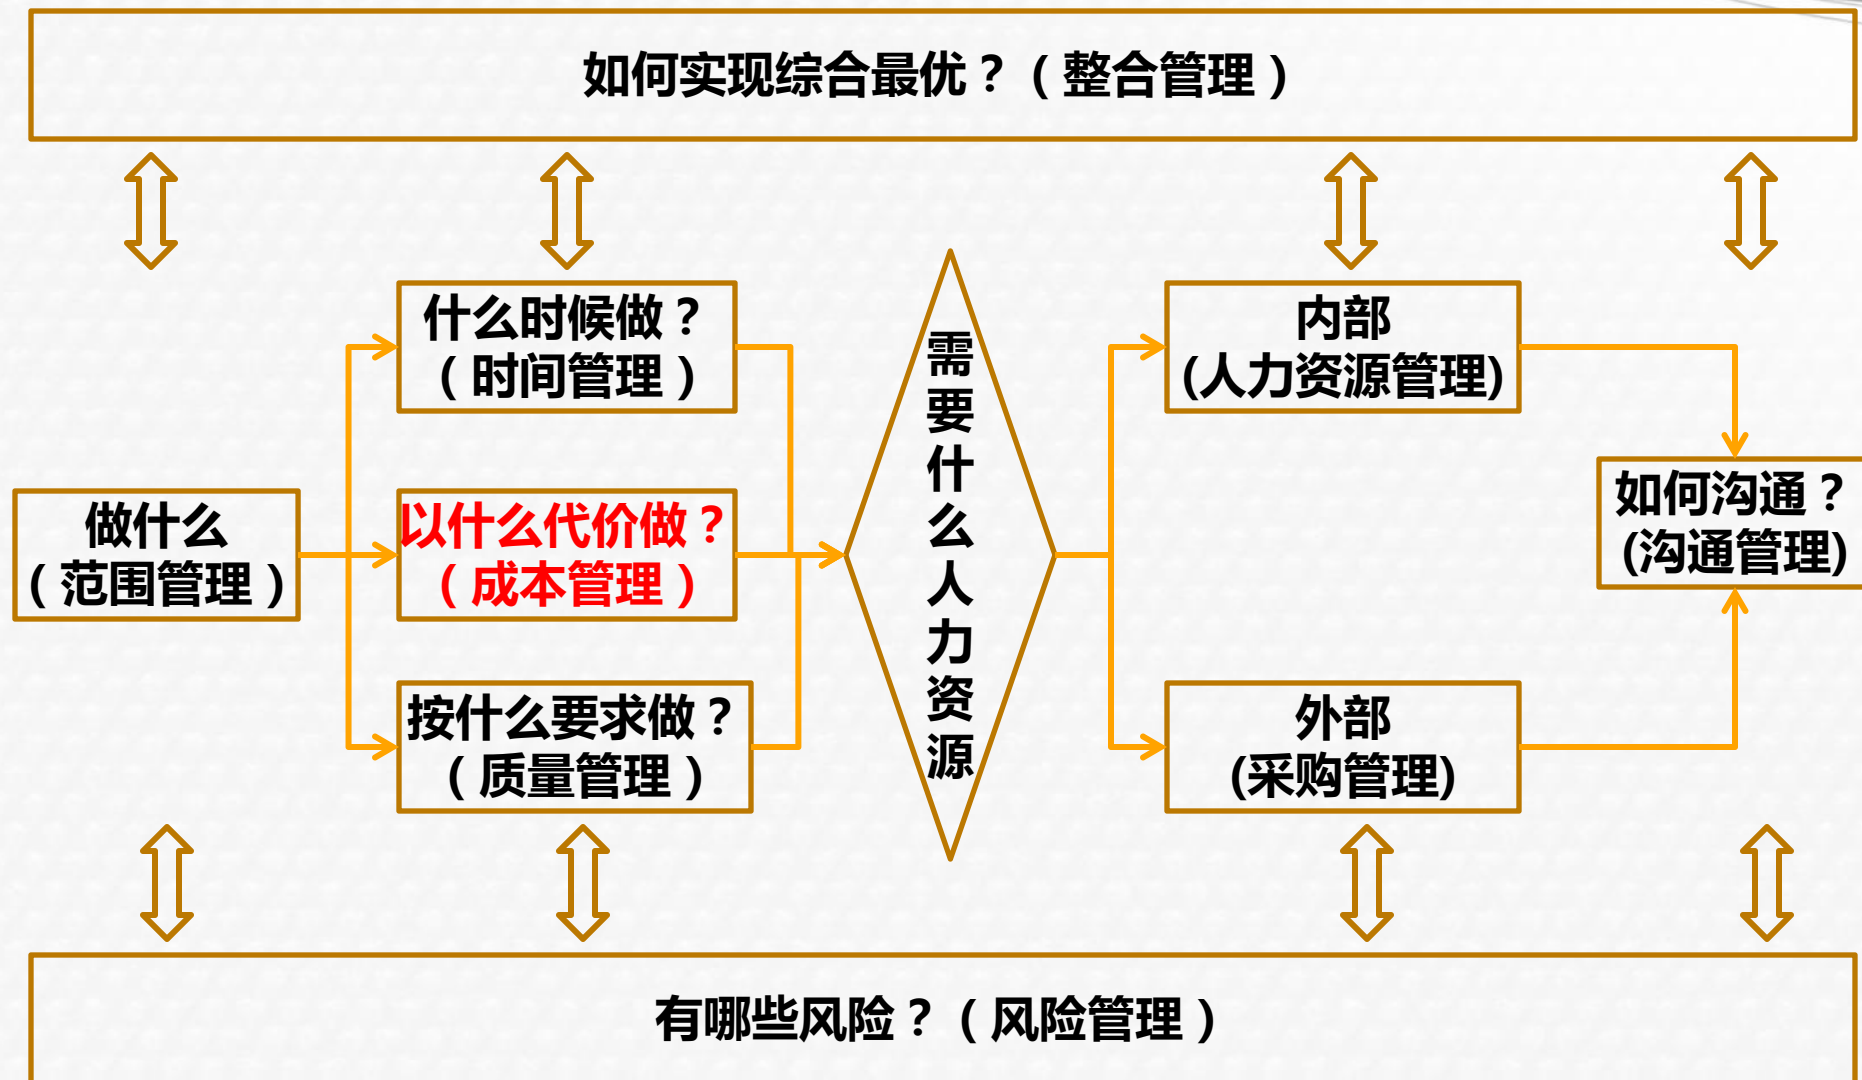 如何实现综合最优？（整合管理）
什么时候做？
（时间管理）
内部
(人力资源管理)
做什么
（范围管理）
以什么代价做？
（成本管理）
需要什么人力资源
如何沟通？
(沟通管理)
按什么要求做？
（质量管理）
外部
(采购管理)
有哪些风险？（风险管理）